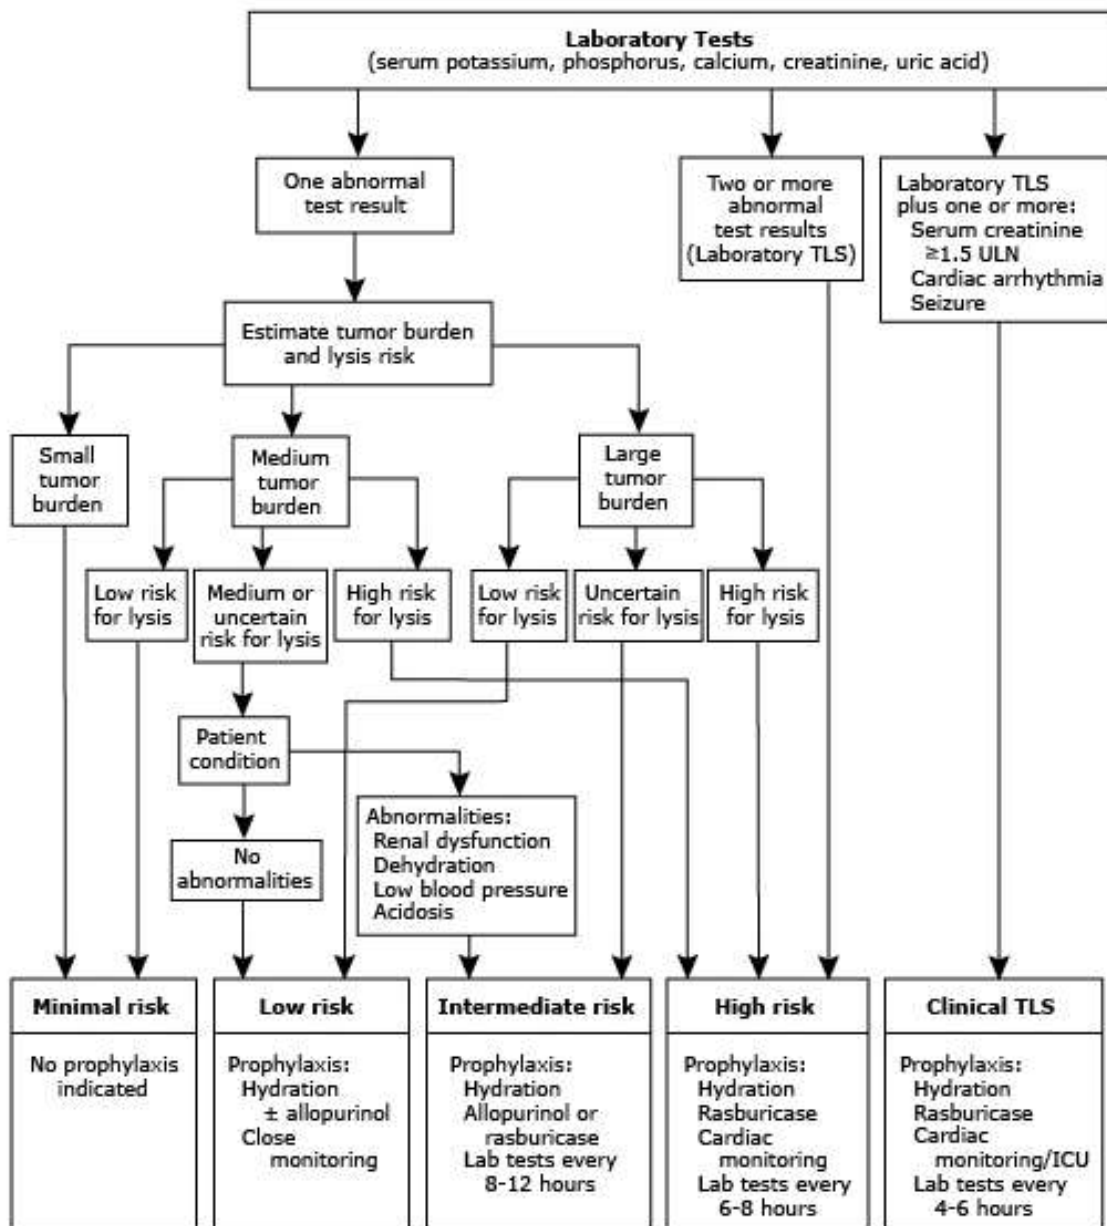 Laboratory Tests
(serum potassium, phosphorus, calcium, creatinine, uric acid)
One abnormal
test result
Two or more
abnormal
test results
(Laboratory TLS)
Laboratory TLS
plus one or more:
Serum creatinine
≥1.5 ULN
Cardiac arrhythmia
Seizure
Estimate tumor burden
and lysis risk
Small
tumor
burden
Medium
tumor
burden
Large
tumor
burden
Low risk
for lysis
Medium or
uncertain
risk for lysis
High risk
for lysis
Low risk
for lysis
Uncertain
risk for lysis
High risk
for lysis
Patient
condition
No
abnormalities
Abnormalities:
Renal dysfunction
Dehydration
Low blood pressure
Acidosis
Minimal risk
No prophylaxis
indicated
Low risk
Prophylaxis:
Hydration
± allopurinol
Close
monitoring
Intermediate risk
Prophylaxis:
Hydration
Allopurinol or
rasburicase
Lab tests every
8-12 hours
High risk
Prophylaxis:
Hydration
Rasburicase
Cardiac
monitoring
Lab tests every
6-8 hours
Clinical TLS
Prophylaxis:
Hydration
Rasburicase
Cardiac
monitoring/ICU
Lab tests every
4-6 hours